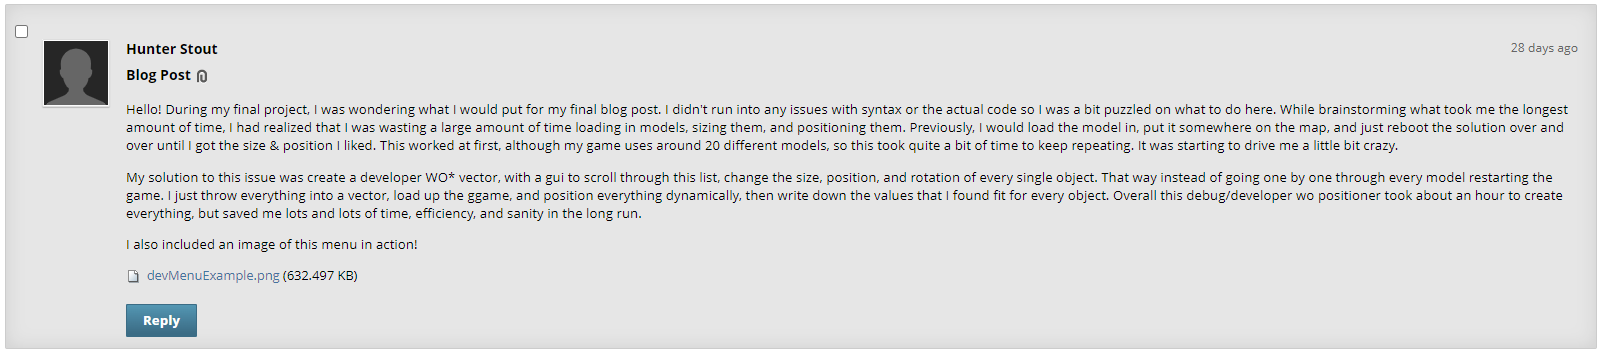 Hunter Stout
28 days ago
Blog Post
Hello! During my final project, I was wondering what I would put for my final blog post. I didn't run into any issues with syntax or the actual code so I was a bit puzzled on what to do here. While brainstorming what took me the longest
amount of time, I had realized that I was wasting a large amount of time loading in models, sizing them, and positioning them. Previously, I would load the model in, put it somewhere on the map, and just reboot the solution over and
over until I got the size & position I liked. This worked at first, although my game uses around 20 different models, so this took quite a bit of time to keep repeating. It was starting to drive me a little bit crazy.
My solution to this issue was create a developer WO* vector, with a gui to scroll through this list, change the size, position, and rotation of every single object. That way instead of going one by one through every model restarting the
game. I just throw everything into a vector, load up the ggame, and position everything dynamically, then write down the values that I found fit for every object. Overall this debug/developer wo positioner took about an hour to create
everything, but saved me lots and lots of time, efficiency, and sanity in the long run.
I also included an image of this menu in action!
devMenuExample.png (632.497 KB)
Reply